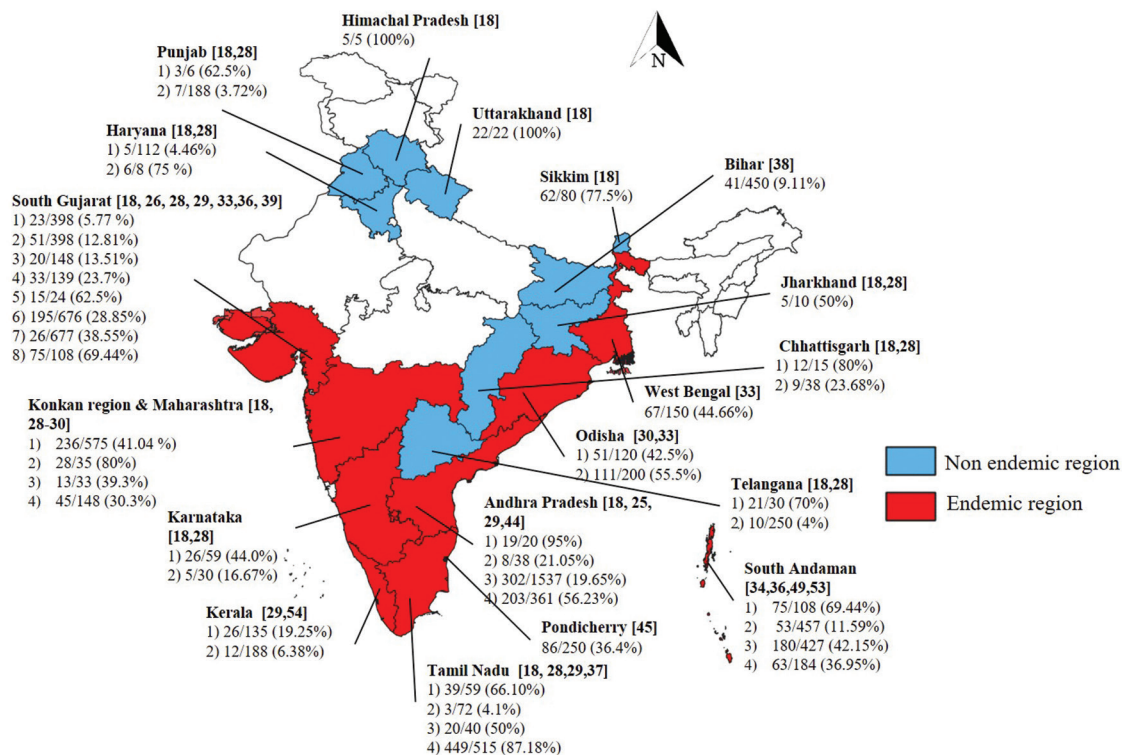 Himachal Pradesh [18]
5/5 (100%)
N
Punjab [18,28]
1) 3/6 (62.5%)
2) 7/188 (3.72%)
Uttarakhand [18]
22/22 (100%)
Haryana [18,28]
1) 5/112 (4.46%)
2) 6/8 (75 %)
Bihar [38]
41/450 (9.11%)
Sikkim [18]
62/80 (77.5%)
South Gujarat [18, 26, 28, 29, 33,36, 39]
1) 23/398 (5.77 %)
2) 51/398 (12.81%)
3) 20/148 (13.51%)
4) 33/139 (23.7%)
5) 15/24 (62.5%)
6) 195/676 (28.85%)
7) 26/677 (38.55%)
8) 75/108 (69.44%)
Jharkhand [18,28]
5/10 (50%)
Chhattisgarh [18,28]
1) 12/15 (80%)
2) 9/38 (23.68%)
West Bengal [33]
67/150 (44.66%)
Konkan region & Maharashtra [18,
28-30]
1) 236/575 (41.04 %)
2) 28/35 (80%)
3) 13/33 (39.3%)
4) 45/148 (30.3%)
Odisha [30,33]
1) 51/120 (42.5%)
2) 111/200 (55.5%)
Non endemic region
Endemic region
Telangana [18,28]
1) 21/30 (70%)
2) 10/250 (4%)
Andhra Pradesh [18, 25,
29,44]
1) 19/20 (95%)
2) 8/38 (21.05%)
3) 302/1537 (19.65%)
4) 203/361 (56.23%)
Karnataka
[18,28]
1) 26/59 (44.0%)
2) 5/30 (16.67%)
South Andaman
[34,36,49,53]
1) 75/108 (69.44%)
2) 53/457 (11.59%)
3) 180/427 (42.15%)
4) 63/184 (36.95%)
Kerala [29,54]
1) 26/135 (19.25%)
2) 12/188 (6.38%)
Pondicherry [45]
86/250 (36.4%)
Tamil Nadu [18, 28,29,37]
1) 39/59 (66.10%)
2) 3/72 (4.1%)
3) 20/40 (50%)
4) 449/515 (87.18%)